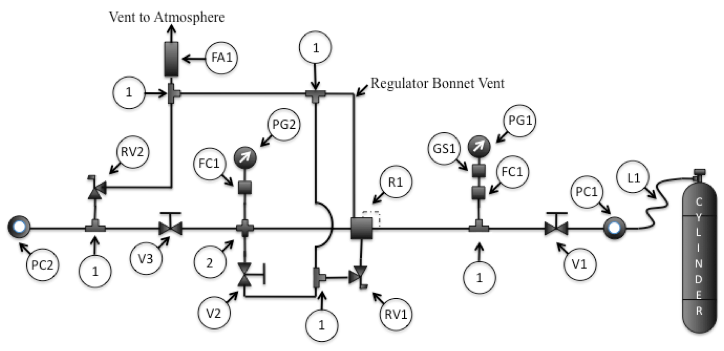 Vent to Atmosphere
FA1
1
1
Regulator Bonnet Vent
PG2
PG1
RV2
FC1
GS1
FC1
R1
L1
PC1
CYLINDER
PC2
1
V3
2
V2
1
RV1
1
V1